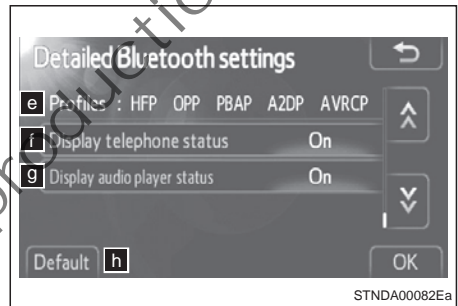 Detailed Bluetooth settings
e Profiles : HFP OPP PBAP A2DP AVRCP
f Display telephone status On
g Display audio player status On
Default h OK
STNDA00082Ea